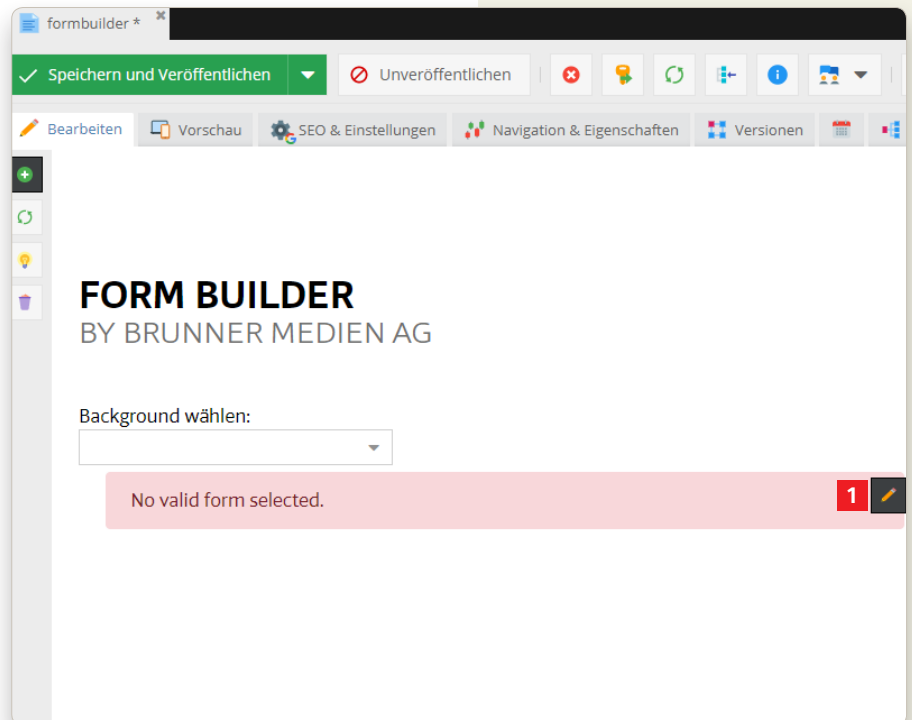 formbuilder *
Speichern und Veröffentlichen
Unveröffentlichen
Bearbeiten
Vorschau
SEO & Einstellungen
Navigation & Eigenschaften
Versionen
FORM BUILDER
BY BRUNNER MEDIEN AG
Background wählen:
No valid form selected.
1